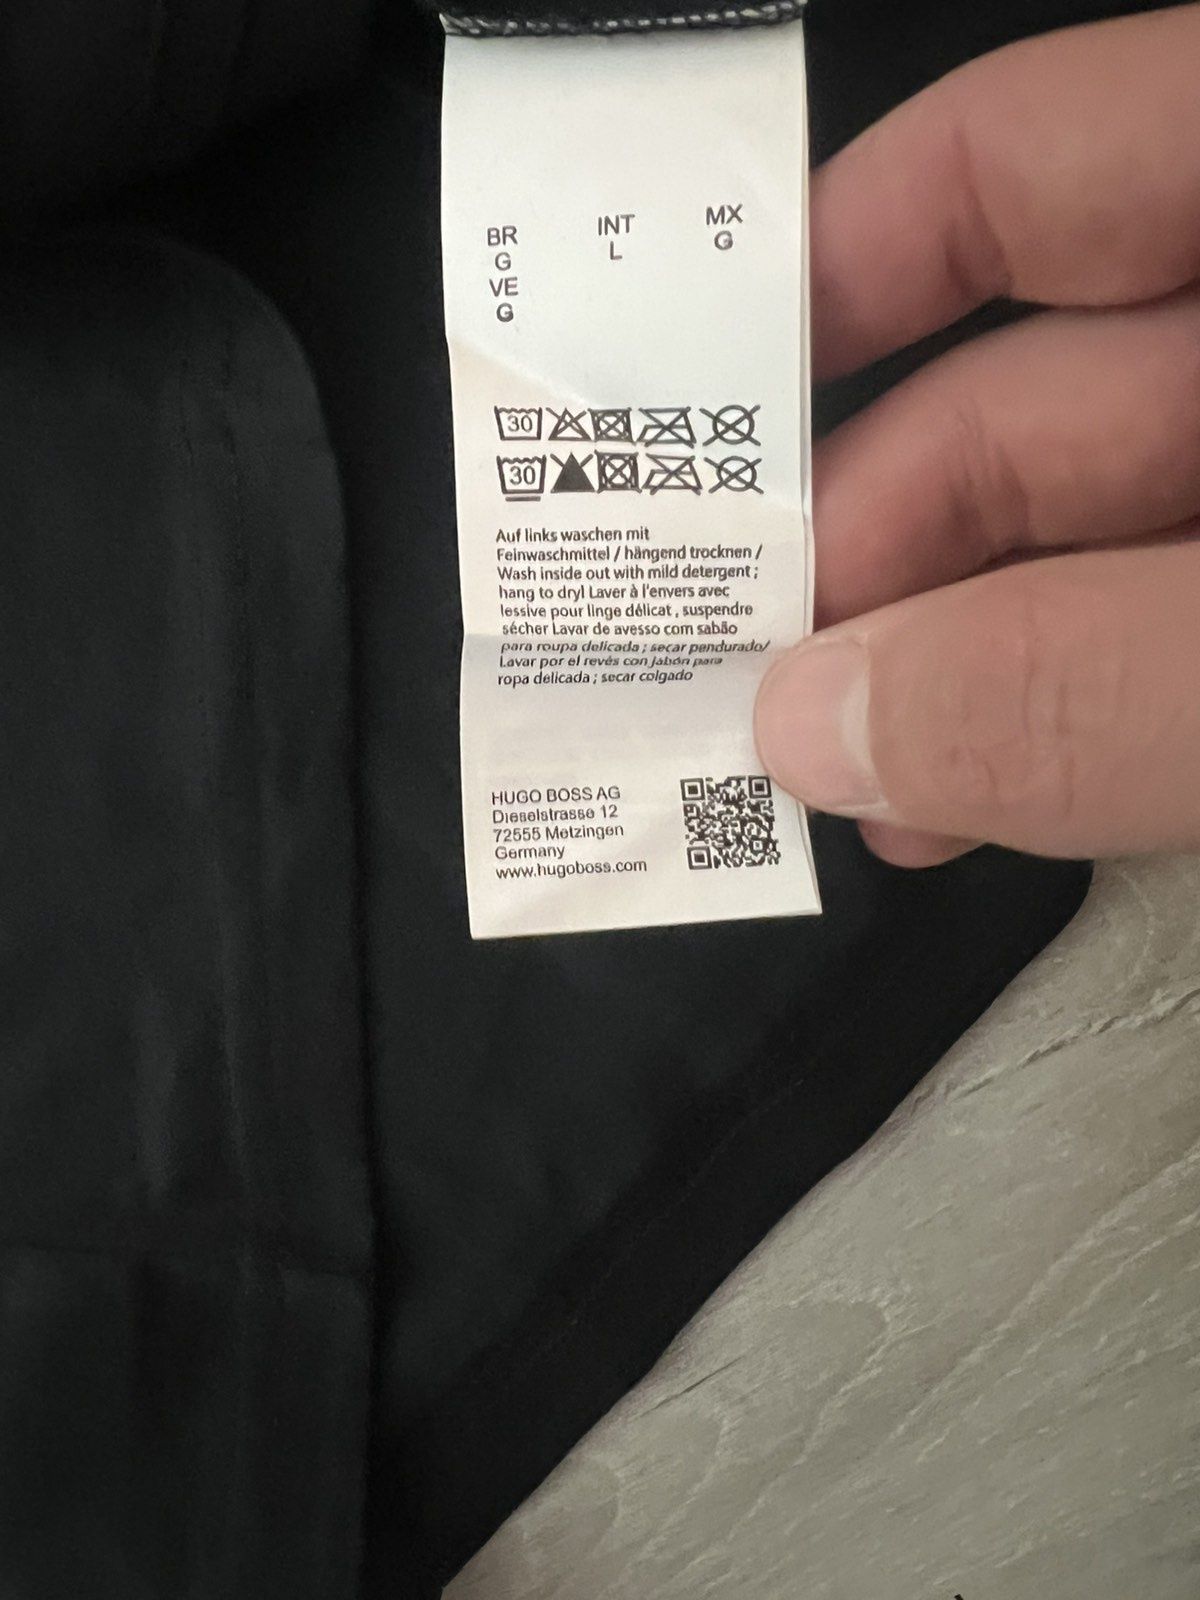 BR INT MX
G L G
VE
G
30
30
Auf links waschen mit
Feinwaschmittel / hängend trocknen /
Wash inside out with mild detergent ;
hang to dryl Laver à l'envers avec
lessive pour linge délicat , suspendre
sécher Lavar de avesso com sabão
para roupa delicada ; secar pendurado/
Lavar por el revés con jabón para
ropa delicada ; secar colgado
HUGO BOSS AG
Dieselstrasse 12
72555 Metzingen
Germany
www.hugoboss.com